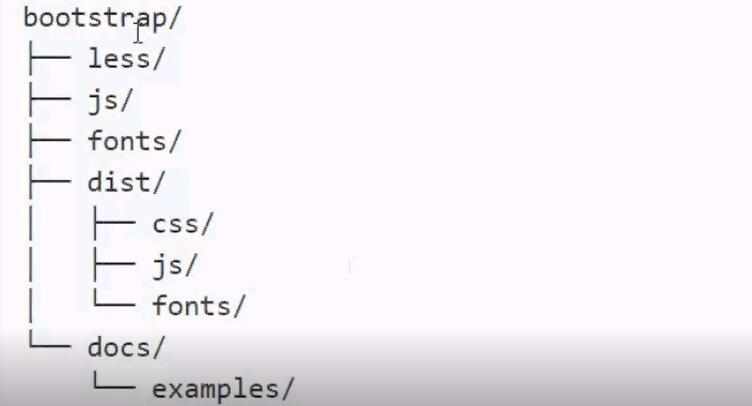 bootstrap/
├── less/
├── js/
├── fonts/
├── dist/
│   ├── css/
│   ├── js/
│   └── fonts/
└── docs/
    └── examples/